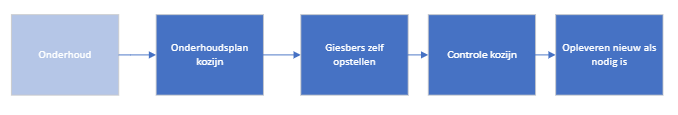 Onderhoud
Onderhoudsplan
kozijn
Giesbers zelf
opstellen
Controle kozijn
Opleveren nieuw als
nodig is